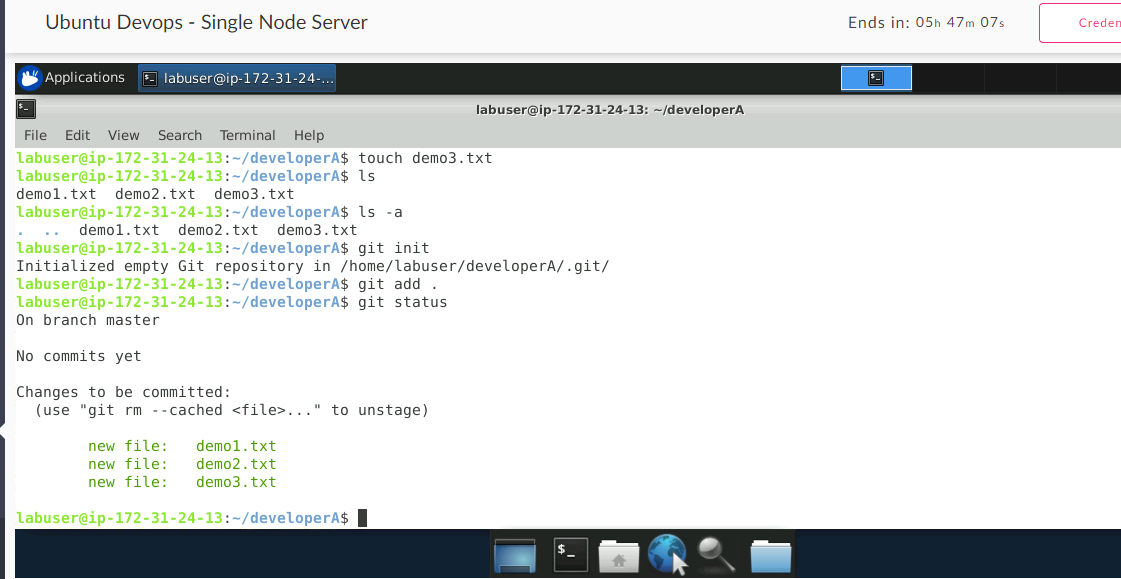 Ubuntu Devops - Single Node Server
Ends in: 05h 47m 07s
Applications
labuser@ip-172-31-24-...
labuser@ip-172-31-24-13: ~/developerA
File Edit View Search Terminal Help
labuser@ip-172-31-24-13:~/developerA$ touch demo3.txt
labuser@ip-172-31-24-13:~/developerA$ ls
demo1.txt  demo2.txt  demo3.txt
labuser@ip-172-31-24-13:~/developerA$ ls -a
.  ..  demo1.txt  demo2.txt  demo3.txt
labuser@ip-172-31-24-13:~/developerA$ git init
Initialized empty Git repository in /home/labuser/developerA/.git/
labuser@ip-172-31-24-13:~/developerA$ git add .
labuser@ip-172-31-24-13:~/developerA$ git status
On branch master
No commits yet
Changes to be committed:
  (use "git rm --cached <file>..." to unstage)
        new file:   demo1.txt
        new file:   demo2.txt
        new file:   demo3.txt
labuser@ip-172-31-24-13:~/developerA$
$_